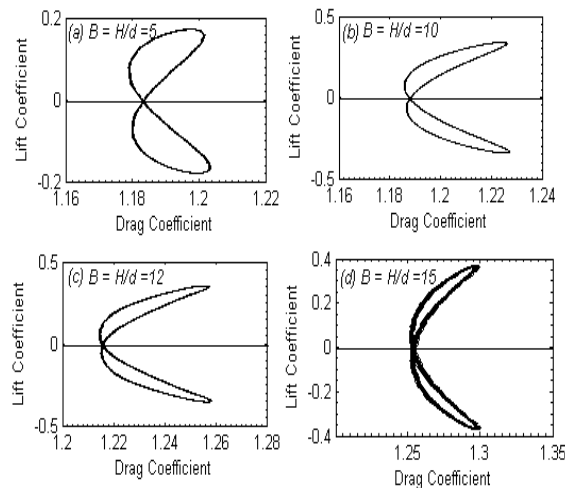 (a) B = H/d =5
0.2
0
-0.2
Lift Coefficient
1.16 1.18 1.2 1.22
Drag Coefficient
(b) B = H/d =10
0.5
0
-0.5
Lift Coefficient
1.16 1.18 1.2 1.22 1.24
Drag Coefficient
(c) B = H/d =12
0.5
0
-0.5
Lift Coefficient
1.2 1.22 1.24 1.26 1.28
Drag Coefficient
(d) B = H/d =15
0.4
0.2
0
-0.2
-0.4
Lift Coefficient
1.25 1.3 1.35
Drag Coefficient